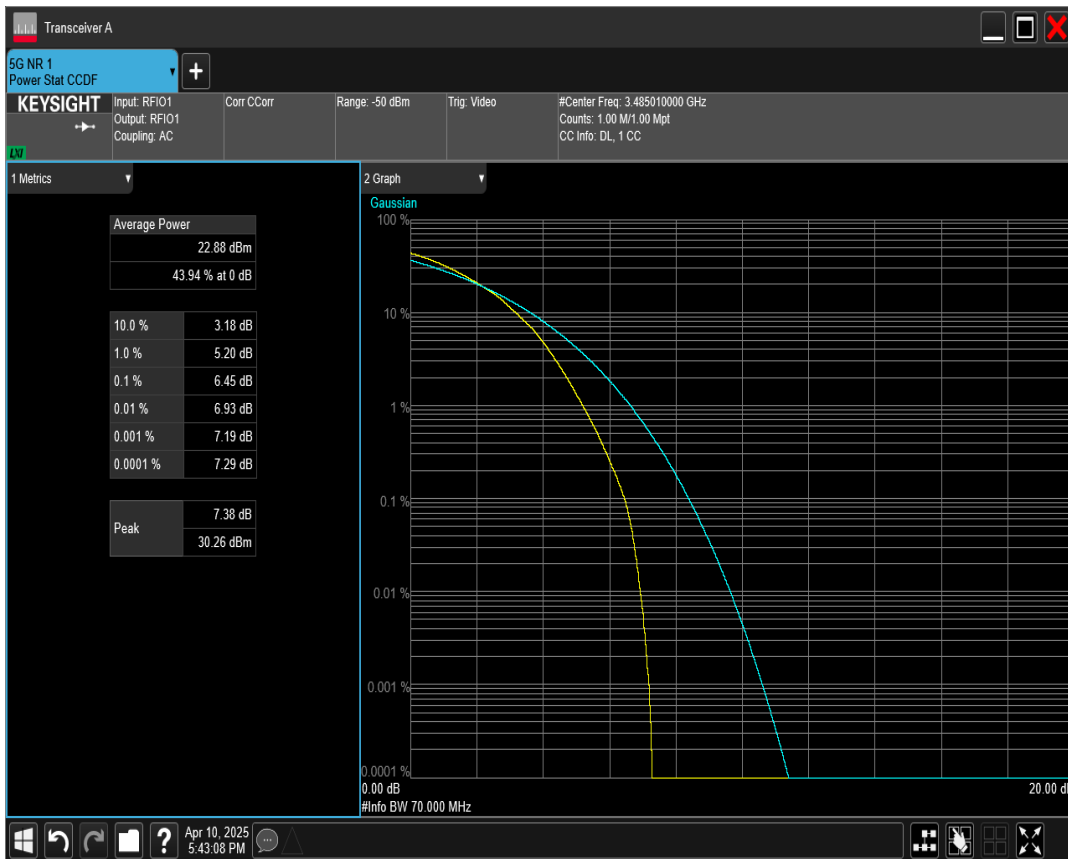 Transceiver A
5G NR 1
Power Stat CCDF
+
KEYSIGHT
LXI
Input: RFIO1
Output: RFIO1
Coupling: AC
Corr CCorr
Range: -50 dBm
Trig: Video
#Center Freq: 3.485010000 GHz
Counts: 1.00 M/1.00 Mpt
CC Info: DL, 1 CC
1 Metrics
Average Power
22.88 dBm
43.94 % at 0 dB
10.0 % 3.18 dB
1.0 % 5.20 dB
0.1 % 6.45 dB
0.01 % 6.93 dB
0.001 % 7.19 dB
0.0001 % 7.29 dB
Peak
7.38 dB
30.26 dBm
2 Graph
Gaussian
100 %
10 %
1 %
0.1 %
0.01 %
0.001 %
0.0001 %
0.00 dB
20.00 d
#Info BW 70.000 MHz
?
Apr 10, 2025
5:43:08 PM